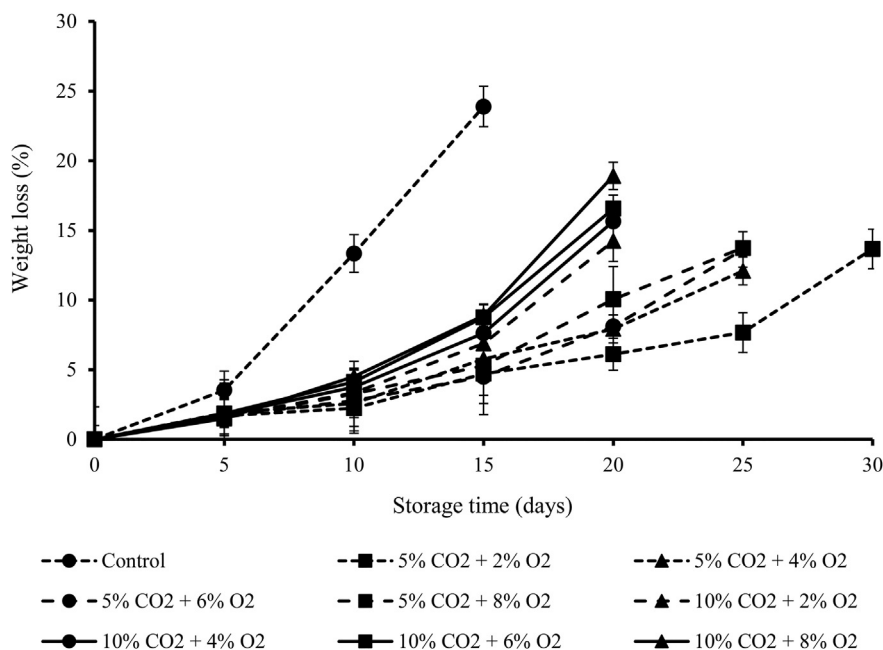 30
25
20
15
10
5
0
Weight loss (%)
0 5 10 15 20 25 30
Storage time (days)
Control 5% CO2 + 2% O2 5% CO2 + 4% O2
5% CO2 + 6% O2 5% CO2 + 8% O2 10% CO2 + 2% O2
10% CO2 + 4% O2 10% CO2 + 6% O2 10% CO2 + 8% O2